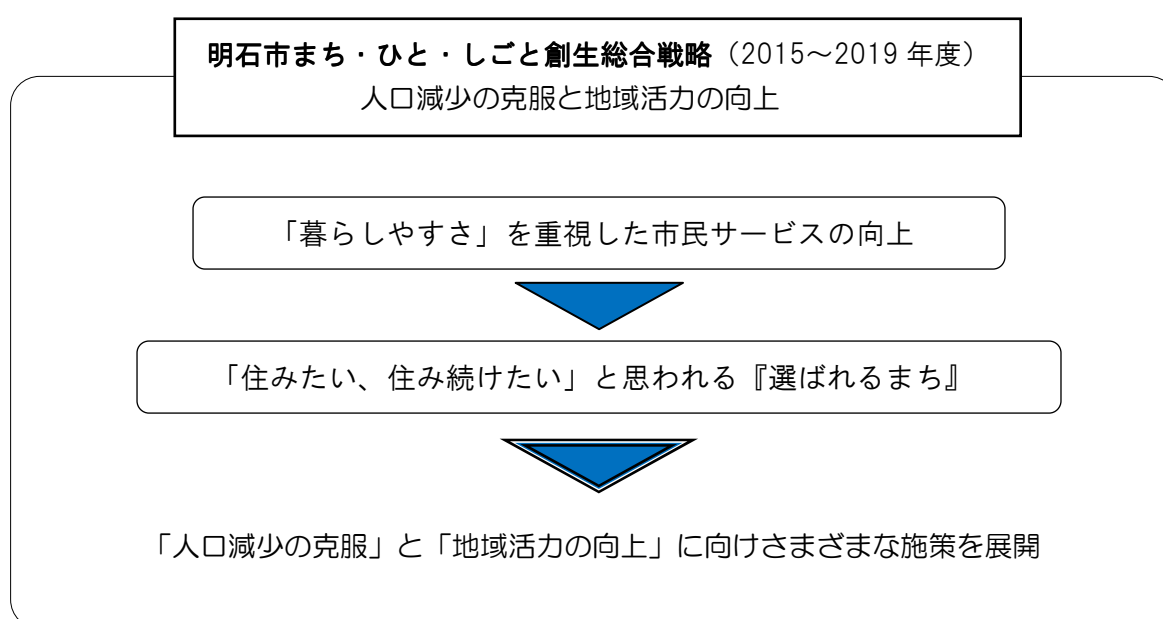 明石市まち・ひと・しごと創生総合戦略（2015～2019 年度）
人口減少の克服と地域活力の向上
「暮らしやすさ」を重視した市民サービスの向上
「住みたい、住み続けたい」と思われる『選ばれるまち』
「人口減少の克服」と「地域活力の向上」に向けさまざまな施策を展開